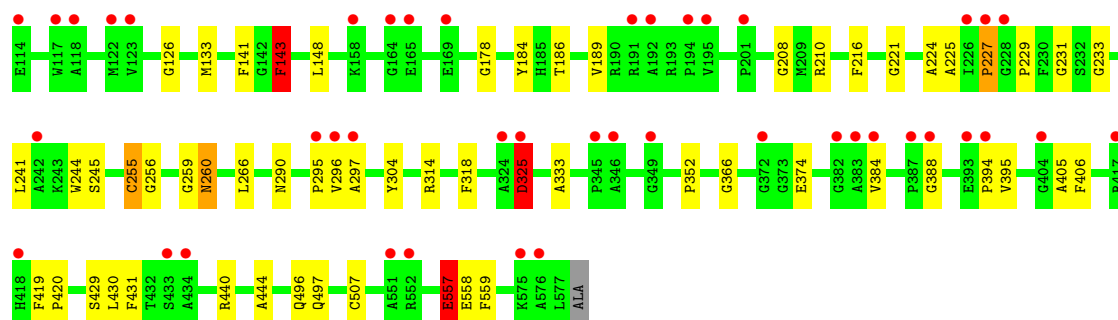 E114 W117 A118 M122 V123 G126 M133 F141 G142 F143 L148 K158 G164 E165 E169 G178 Y184 H185 T186 V189 R190 R191 A192 R193 P194 V195 P201 G208 M209 R210 F216 G221 A224 A225 I226 P227 G228 P229 F230 G231 S232 G233
L241 A242 K243 W244 S245 C255 G256 G259 N260 L266 N290 P295 V296 A297 Y304 R314 F318 A324 D325 A333 P345 A346 G349 P352 G366 G372 G373 E374 G382 A383 V384 P387 G388 E393 P394 V395 G404 A405 F406
H418 F419 P420 S429 L430 F431 T432 S433 A434 R440 A444 Q496 Q497 C507 A551 R552 E557 E558 F559 K575 A576 L577 ALA